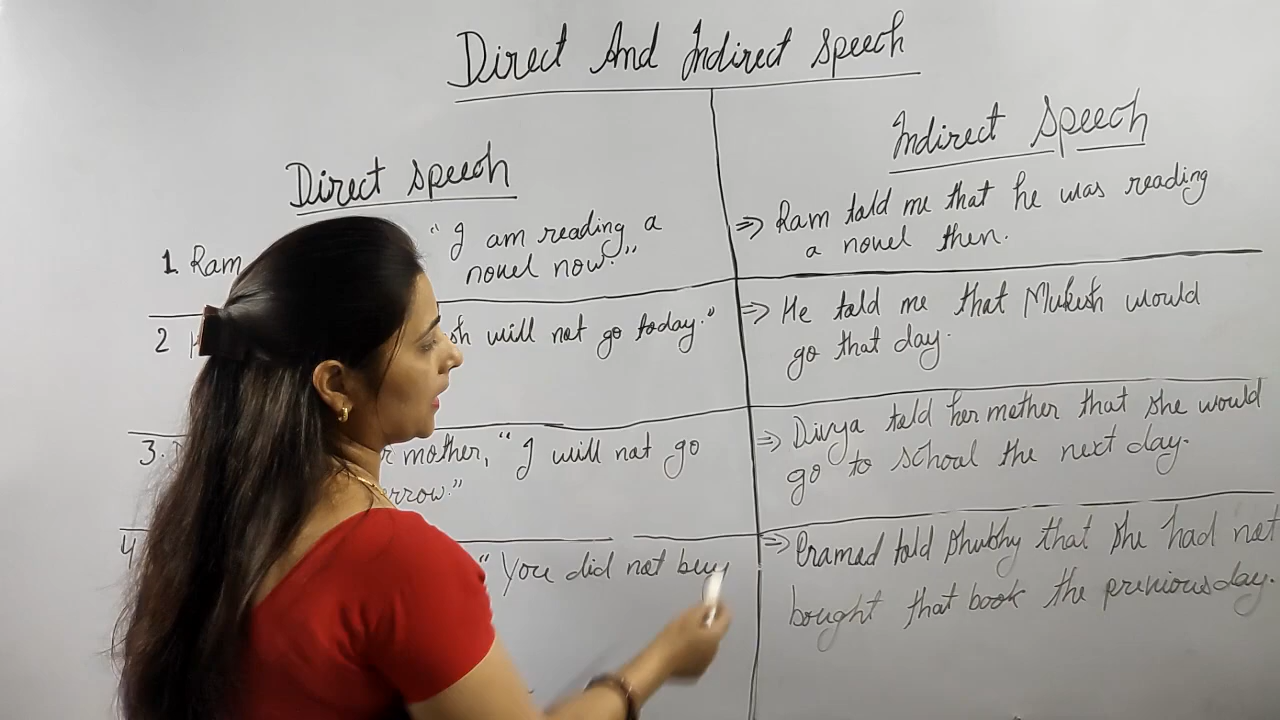 Direct And Indirect Speech
Direct Speech
1. Ram "I am reading a
novel now."
2 will not go today."
3. mother, "I will not go
4 "You did not buy
Indirect Speech
⇒ Ram told me that he was reading
a novel then.
⇒ He told me that Mukesh would
go that day.
⇒ Divya told her mother that she would
go to school the next day.
⇒ Pramod told Shubhy that she had not
bought that book the previous day.